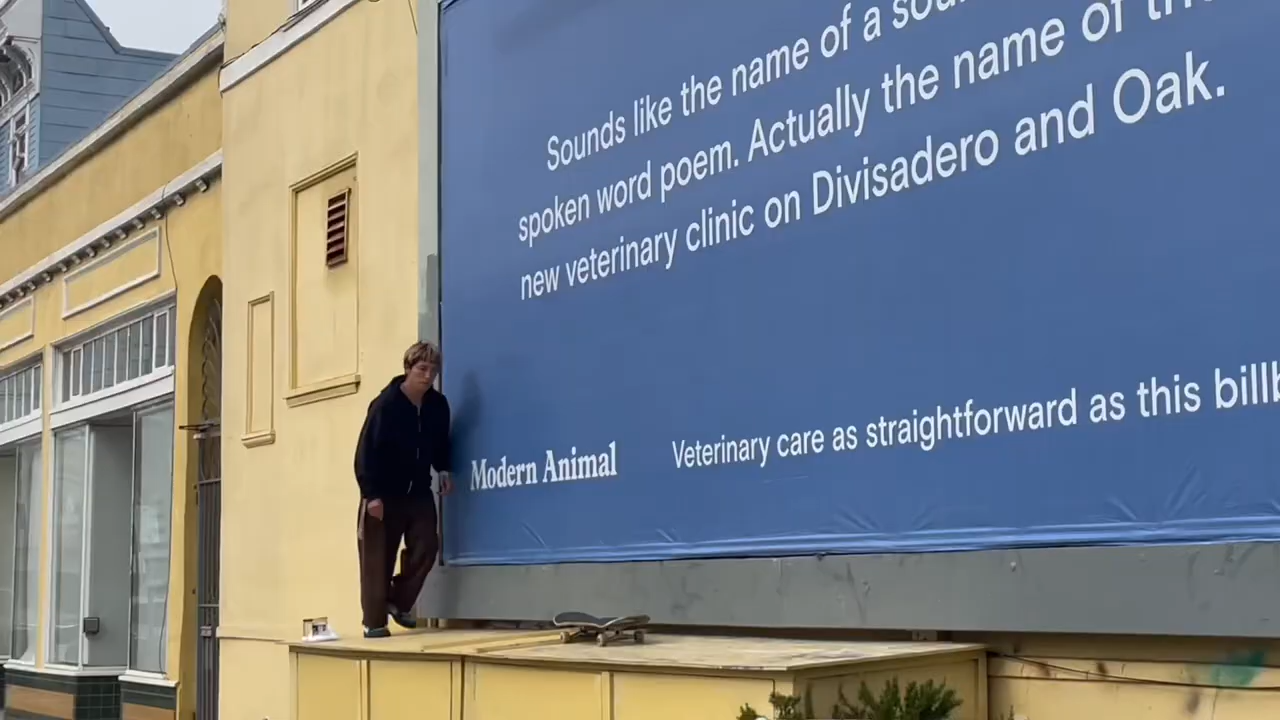 Sounds like the name of a
spoken word poem. Actually the name of
new veterinary clinic on Divisadero and Oak.
Modern Animal Veterinary care as straightforward as this